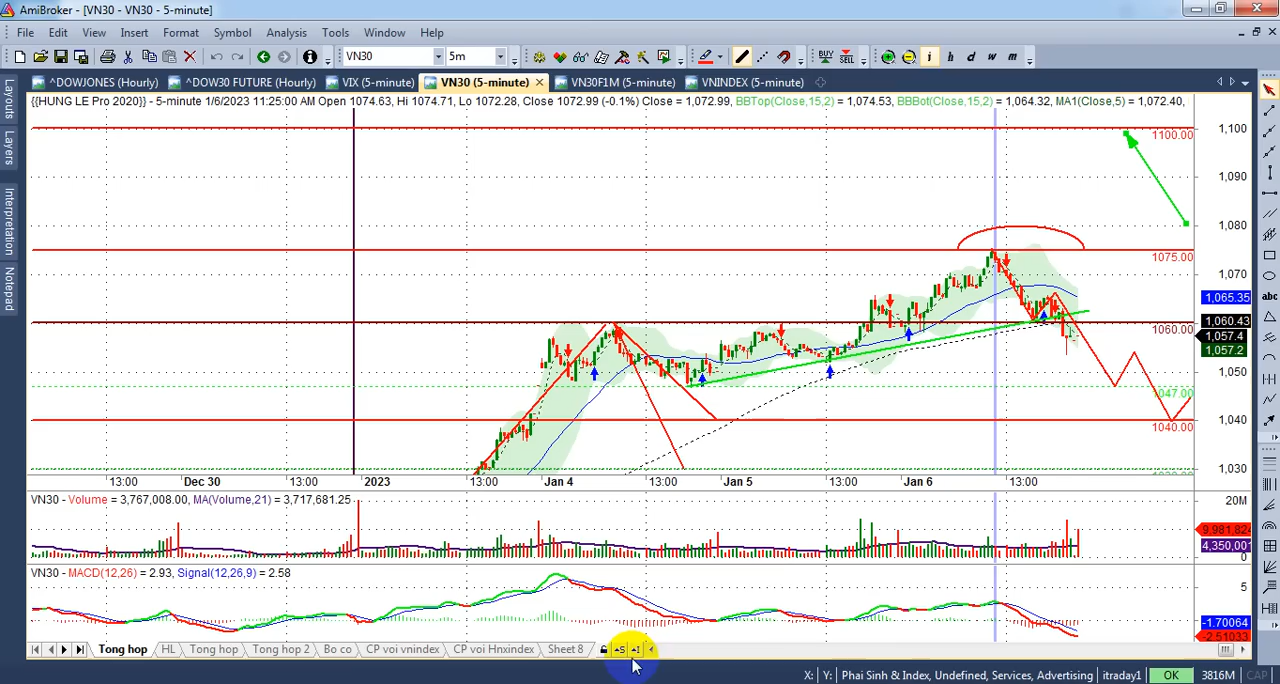 AmiBroker - [VN30 - VN30 - 5-minute]
File Edit View Insert Format Symbol Analysis Tools Window Help
VN30 5m BUY SELL i h d w m
^DOWJONES (Hourly) ^DOW30 FUTURE (Hourly) VIX (5-minute) VN30 (5-minute) VN30F1M (5-minute) VNINDEX (5-minute)
Layouts
Layers
Interpretation
Notepad
{{HUNG LE Pro 2020}} - 5-minute 1/6/2023 11:25:00 AM Open 1074.63, Hi 1074.71, Lo 1072.28, Close 1072.99 (-0.1%) Close = 1,072.99, BBTop(Close,15,2) = 1,074.53, BBBot(Close,15,2) = 1,064.32, MA1(Close,5) = 1,072.40,
abc
1100.00
1,100
1,090
1,080
1075.00
1,070
1,065.35
1060.00
1,060.43
1,057.4
1,057.2
1,050
1047.00
1040.00
1,040
1,030
13:00 Dec 30 13:00 2023 13:00 Jan 4 13:00 Jan 5 13:00 Jan 6 13:00
VN30 - Volume = 3,767,008.00, MA(Volume,21) = 3,717,681.25
20M
9,981,824
4,350,001
0
VN30 - MACD(12,26) = 2.93, Signal(12,26,9) = 2.58
5
-1.70064
-2.51033
Tong hop HL Tong hop Tong hop 2 Bo co CP voi vnindex CP voi Hnxindex Sheet 8 S I
X: Y: Phai Sinh & Index, Undefined, Services, Advertising itraday1 OK 3816M CAP